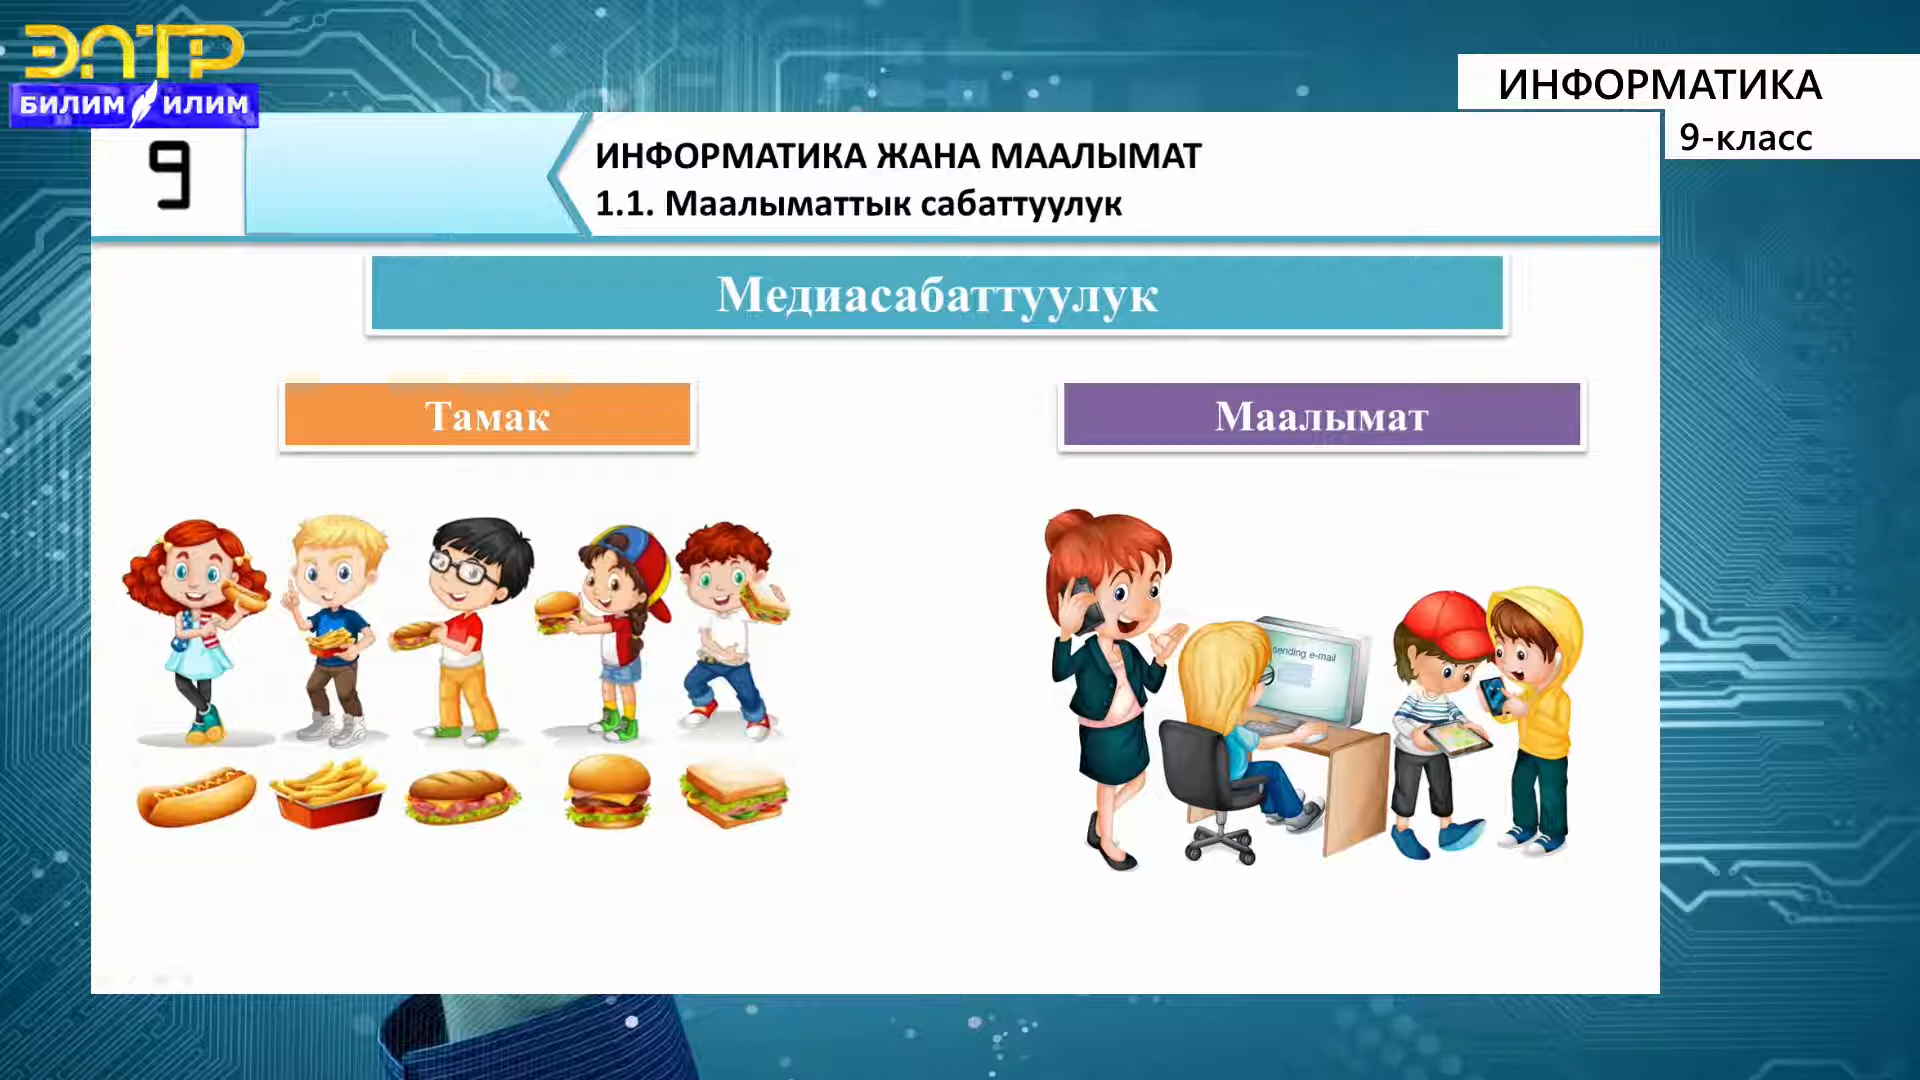 ЭЛТР
БИЛИМ ИЛИМ
ИНФОРМАТИКА
9-класс
9
ИНФОРМАТИКА ЖАНА МААЛЫМАТ
1.1. Маалыматтык сабаттуулук
Медиасабаттуулук
Тамак
Маалымат
sending e-mail